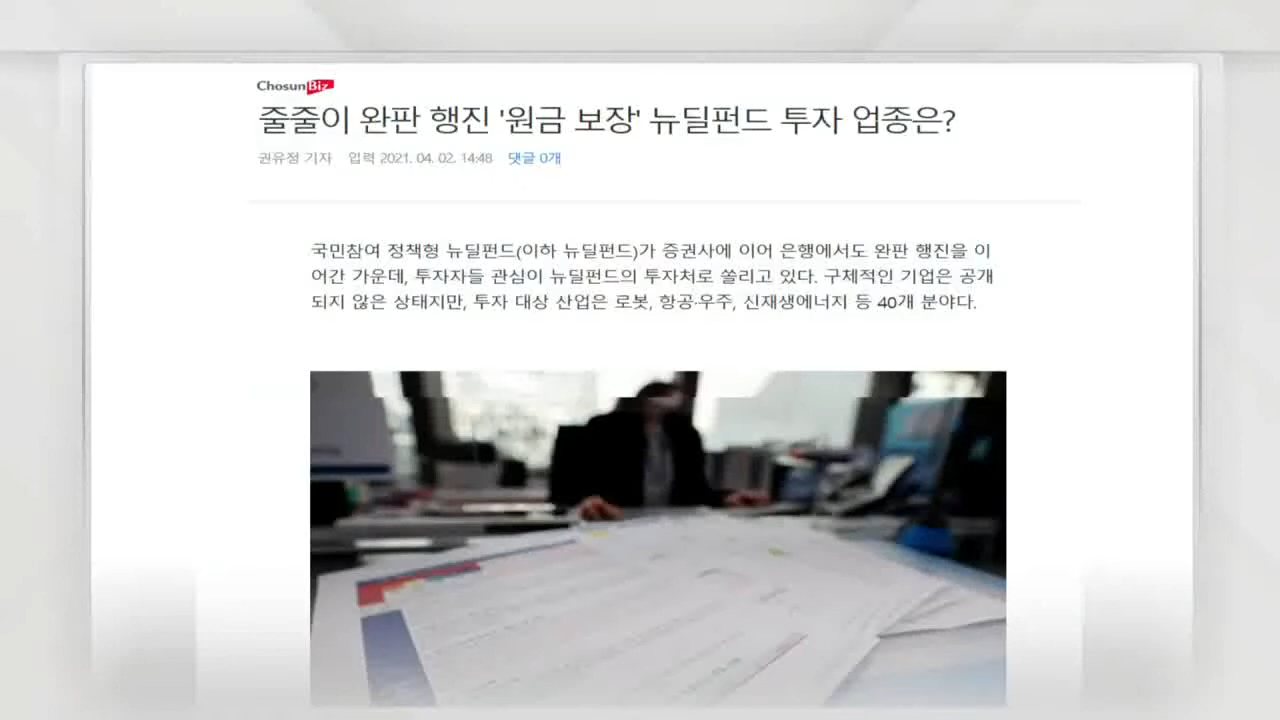 ChosunBiz
줄줄이 완판 행진 '원금 보장' 뉴딜펀드 투자 업종은?
권유정 기자 입력 2021. 04. 02. 14:48 댓글 0개
국민참여 정책형 뉴딜펀드(이하 뉴딜펀드)가 증권사에 이어 은행에서도 완판 행진을 이
어간 가운데, 투자자들 관심이 뉴딜펀드의 투자처로 쏠리고 있다. 구체적인 기업은 공개
되지 않은 상태지만, 투자 대상 산업은 로봇, 항공·우주, 신재생에너지 등 40개 분야다.